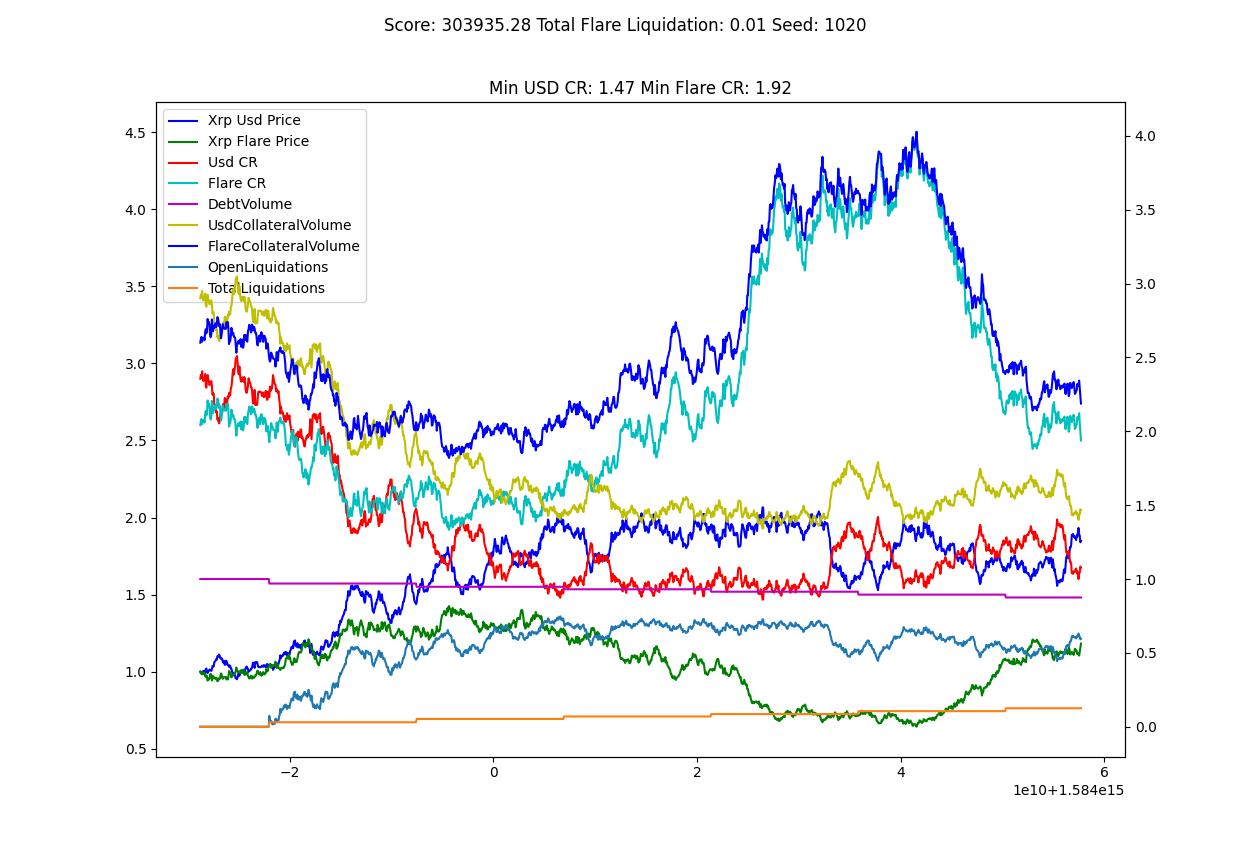 Score: 303935.28 Total Flare Liquidation: 0.01 Seed: 1020
Min USD CR: 1.47 Min Flare CR: 1.92
Xrp Usd Price
Xrp Flare Price
Usd CR
Flare CR
DebtVolume
UsdCollateralVolume
FlareCollateralVolume
OpenLiquidations
TotalLiquidations
4.5
4.0
3.5
3.0
2.5
2.0
1.5
1.0
0.5
4.0
3.5
3.0
2.5
2.0
1.5
1.0
0.5
0.0
−2
0
2
4
6
1e10+1.584e15